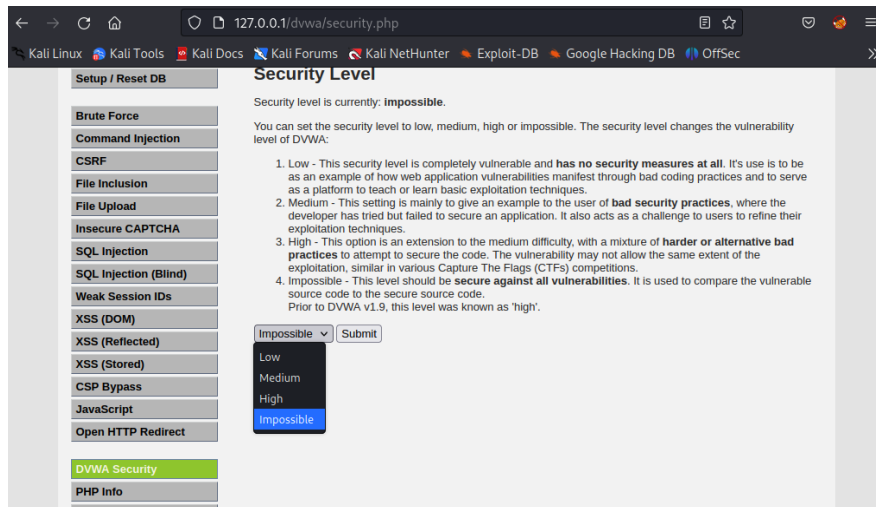 127.0.0.1/dvwa/security.php
Kali Linux Kali Tools Kali Docs Kali Forums Kali NetHunter Exploit-DB Google Hacking DB OffSec
Setup / Reset DB
Brute Force
Command Injection
CSRF
File Inclusion
File Upload
Insecure CAPTCHA
SQL Injection
SQL Injection (Blind)
Weak Session IDs
XSS (DOM)
XSS (Reflected)
XSS (Stored)
CSP Bypass
JavaScript
Open HTTP Redirect
DVWA Security
PHP Info
Security Level
Security level is currently: impossible.
You can set the security level to low, medium, high or impossible. The security level changes the vulnerability
level of DVWA:
1. Low - This security level is completely vulnerable and has no security measures at all. It's use is to be
as an example of how web application vulnerabilities manifest through bad coding practices and to serve
as a platform to teach or learn basic exploitation techniques.
2. Medium - This setting is mainly to give an example to the user of bad security practices, where the
developer has tried but failed to secure an application. It also acts as a challenge to users to refine their
exploitation techniques.
3. High - This option is an extension to the medium difficulty, with a mixture of harder or alternative bad
practices to attempt to secure the code. The vulnerability may not allow the same extent of the
exploitation, similar in various Capture The Flags (CTFs) competitions.
4. Impossible - This level should be secure against all vulnerabilities. It is used to compare the vulnerable
source code to the secure source code.
Prior to DVWA v1.9, this level was known as 'high'.
Impossible Submit
Low
Medium
High
Impossible